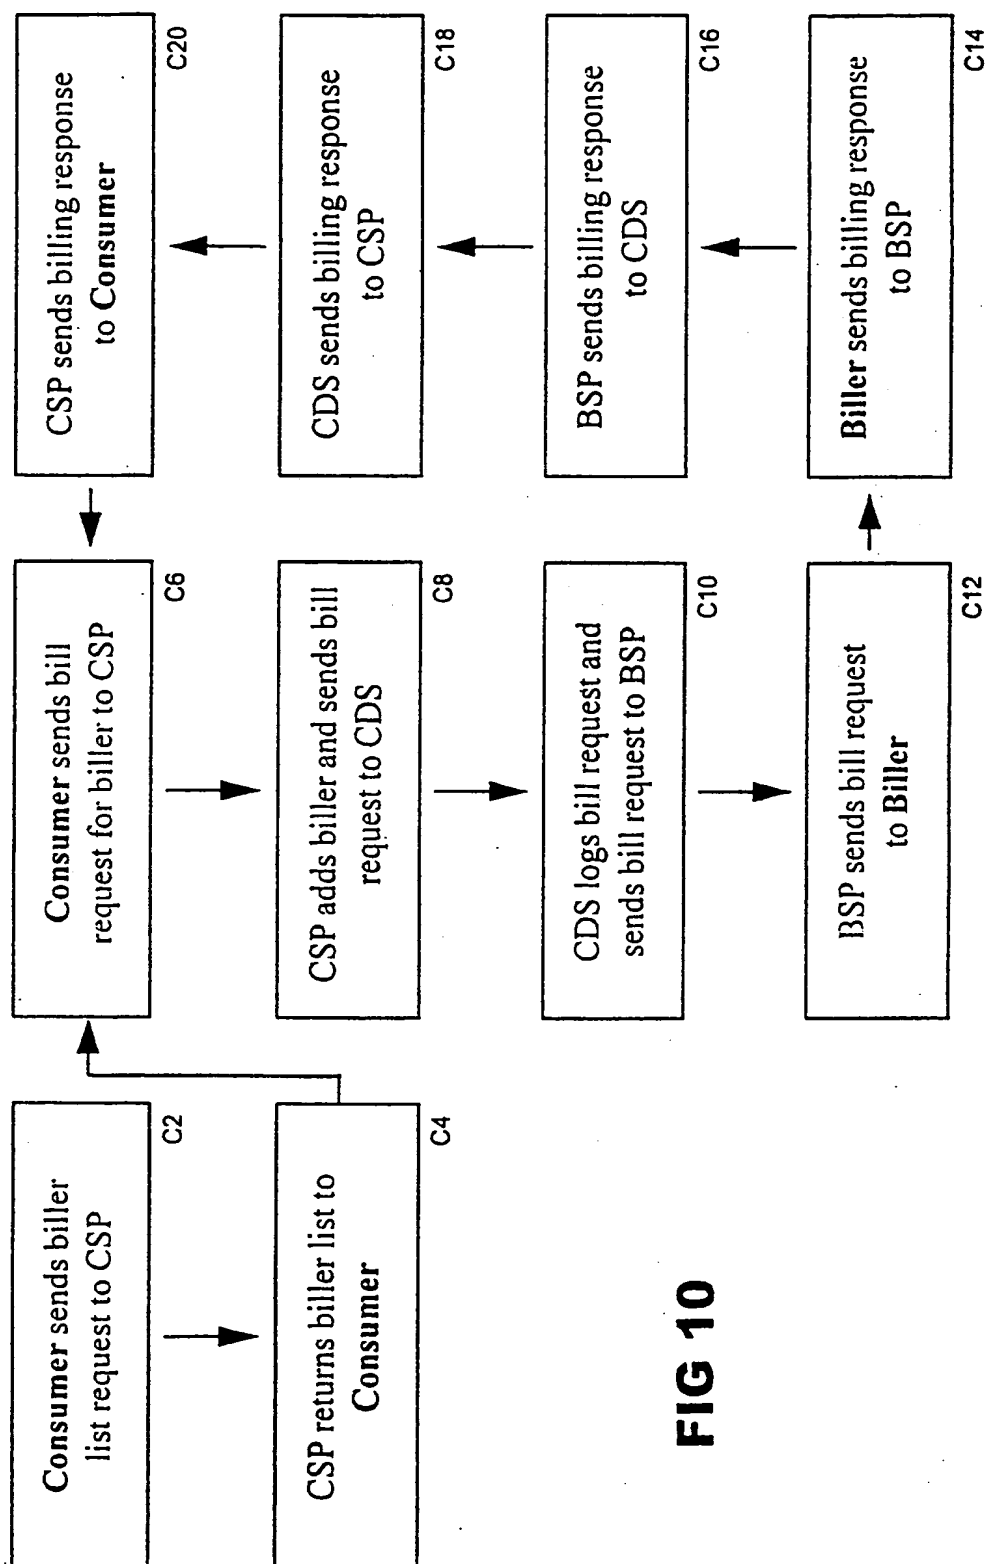 Consumer sends biller
list request to CSP
C2
CSP returns biller list to
Consumer
C4
Consumer sends bill
request for biller to CSP
C6
CSP adds biller and sends bill
request to CDS
C8
CDS logs bill request and
sends bill request to BSP
C10
BSP sends bill request
to Biller
C12
Biller sends billing response
to BSP
C14
BSP sends billing response
to CDS
C16
CDS sends billing response
to CSP
C18
CSP sends billing response
to Consumer
C20
FIG 10